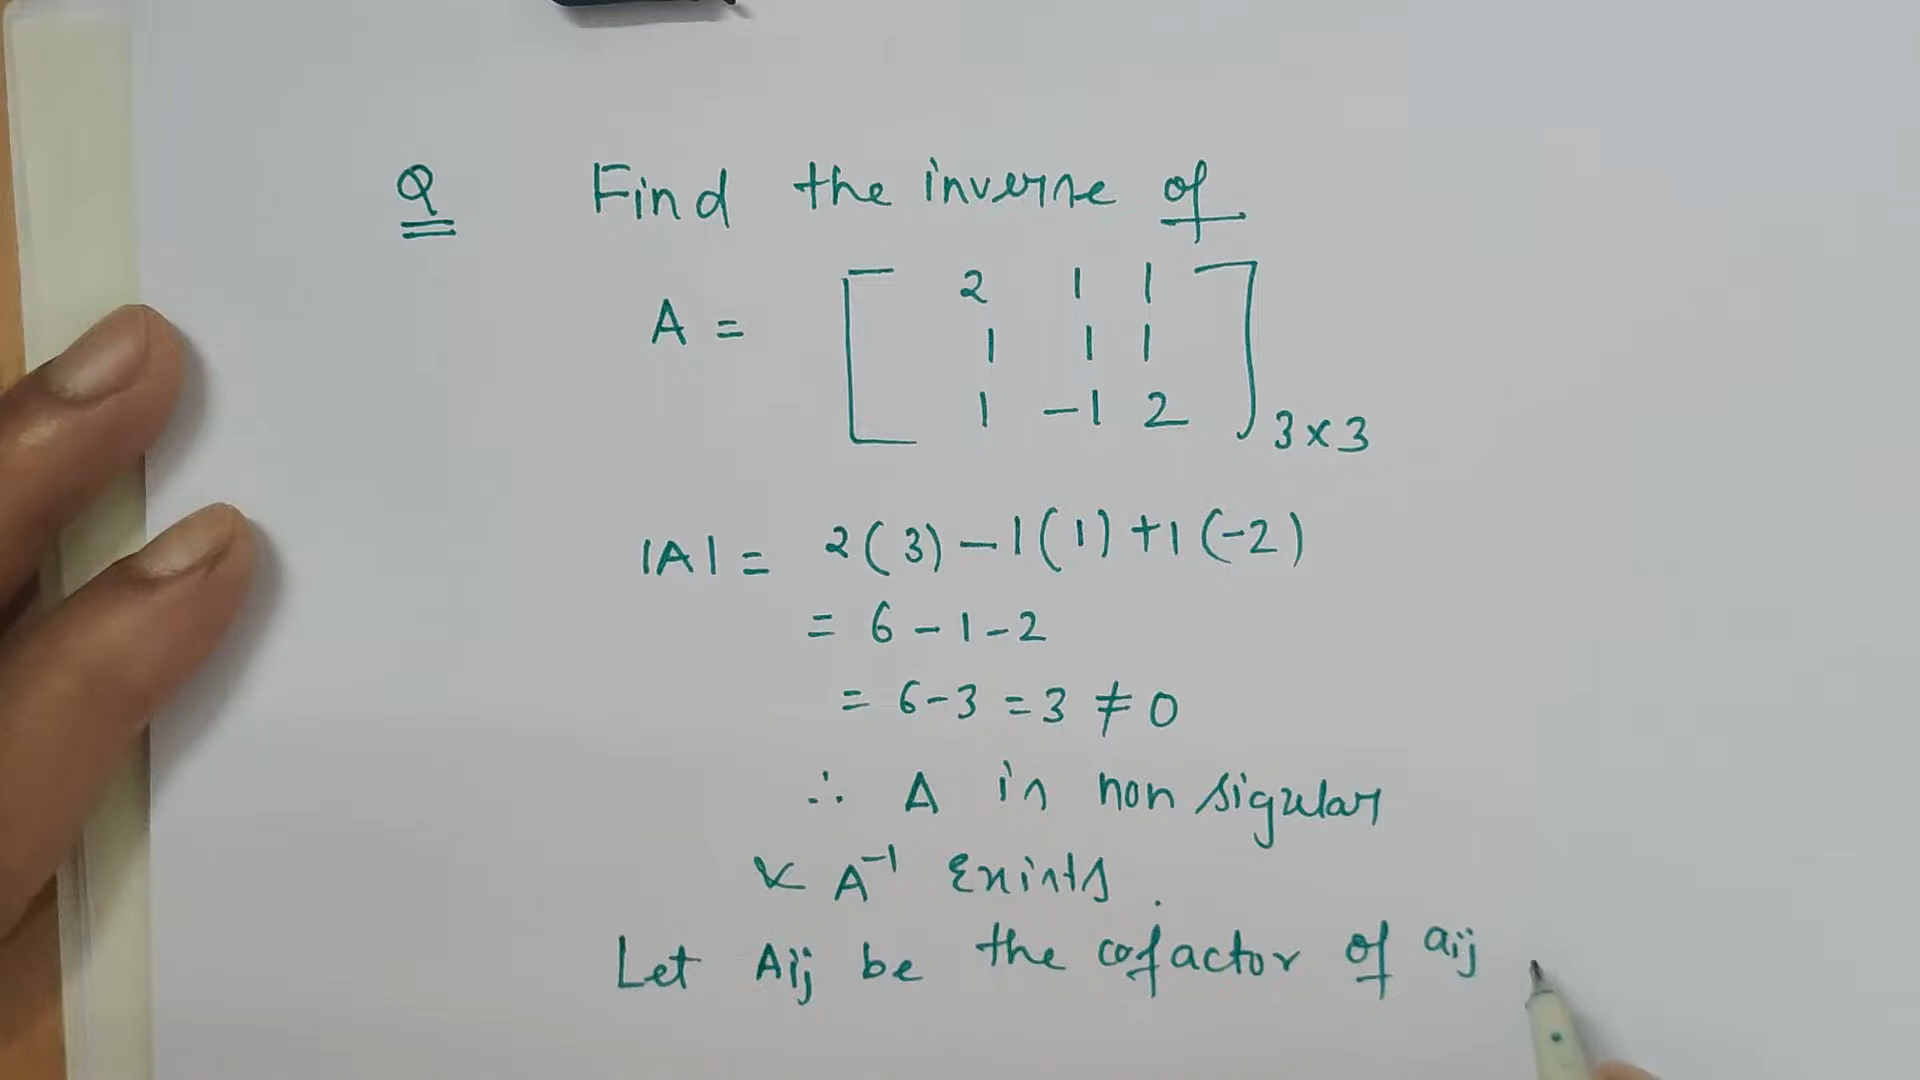 Q Find the inverse of
A = [ 2 1 1
1 1 1
1 -1 2 ] 3×3
|A| = 2(3) -1(1) +1(-2)
= 6 -1 -2
= 6-3 = 3 ≠ 0
∴ A is non sigular
& A⁻¹ Exists.
Let Aij be the cofactor of aij